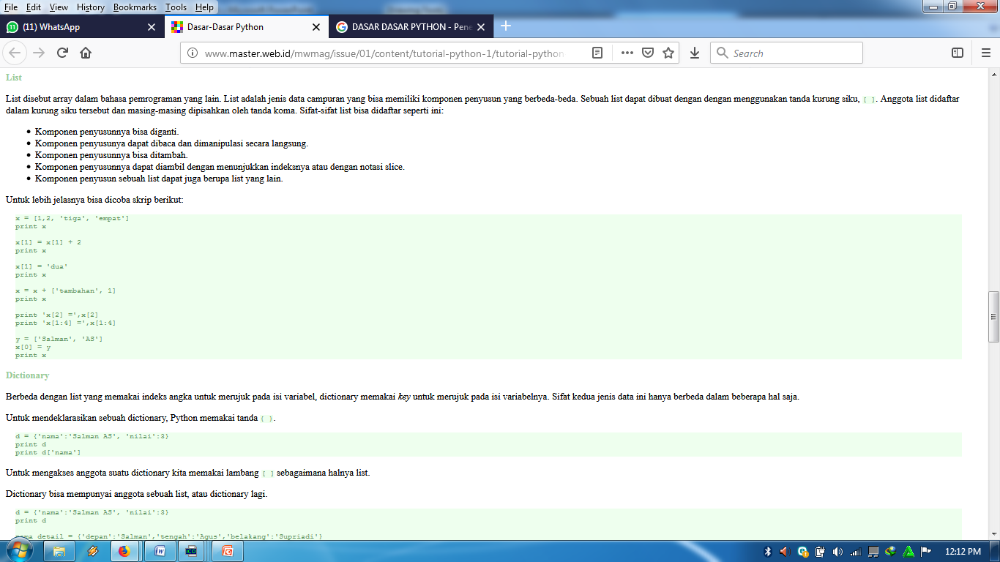 File Edit View History Bookmarks Tools Help
(11) WhatsApp
Dasar-Dasar Python
DASAR DASAR PYTHON - Pene
www.master.web.id/mwmag/issue/01/content/tutorial-python-1/tutorial-python
Search
List
List disebut array dalam bahasa pemrograman yang lain. List adalah jenis data campuran yang bisa memiliki komponen penyusun yang berbeda-beda. Sebuah list dapat dibuat dengan dengan menggunakan tanda kurung siku, [ ]. Anggota list didaftar
dalam kurung siku tersebut dan masing-masing dipisahkan oleh tanda koma. Sifat-sifat list bisa didaftar seperti ini:
• Komponen penyusunnya bisa diganti.
• Komponen penyusunya dapat dibaca dan dimanipulasi secara langsung.
• Komponen penyusunnya bisa ditambah.
• Komponen penyusunnya dapat diambil dengan menunjukkan indeksnya atau dengan notasi slice.
• Komponen penyusun sebuah list dapat juga berupa list yang lain.
Untuk lebih jelasnya bisa dicoba skrip berikut:
x = [1,2, 'tiga', 'empat']
print x
x[1] = x[1] + 2
print x
x[1] = 'dua'
print x
x = x + ['tambahan', 1]
print x
print 'x[2] =',x[2]
print 'x[1:4] =',x[1:4]
y = ['Salman', 'AS']
x[0] = y
print x
Dictionary
Berbeda dengan list yang memakai indeks angka untuk merujuk pada isi variabel, dictionary memakai key untuk merujuk pada isi variabelnya. Sifat kedua jenis data ini hanya berbeda dalam beberapa hal saja.
Untuk mendeklarasikan sebuah dictionary, Python memakai tanda { }.
d = {'nama':'Salman AS', 'nilai':3}
print d
print d['nama']
Untuk mengakses anggota suatu dictionary kita memakai lambang [ ] sebagaimana halnya list.
Dictionary bisa mempunyai anggota sebuah list, atau dictionary lagi.
d = {'nama':'Salman AS', 'nilai':3}
print d
nama_detail = {'depan':'Salman','tengah':'Agus','belakang':'Supriadi'}
12:12 PM